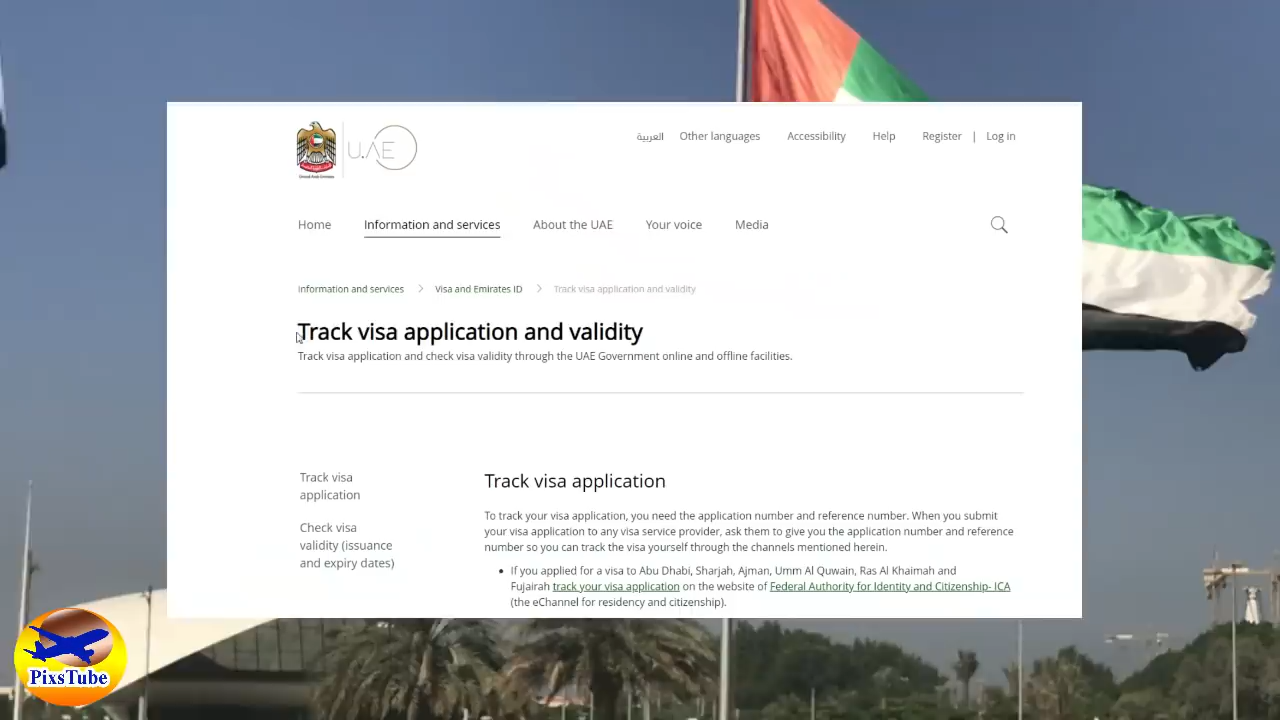 العربية Other languages Accessibility Help Register | Log in
U.AE
United Arab Emirates
Home Information and services About the UAE Your voice Media
Information and services > Visa and Emirates ID > Track visa application and validity
Track visa application and validity
Track visa application and check visa validity through the UAE Government online and offline facilities.
Track visa
application
Check visa
validity (issuance
and expiry dates)
Track visa application
To track your visa application, you need the application number and reference number. When you submit
your visa application to any visa service provider, ask them to give you the application number and reference
number so you can track the visa yourself through the channels mentioned herein.
• If you applied for a visa to Abu Dhabi, Sharjah, Ajman, Umm Al Quwain, Ras Al Khaimah and
Fujairah track your visa application on the website of Federal Authority for Identity and Citizenship- ICA
(the eChannel for residency and citizenship).
PixsTube